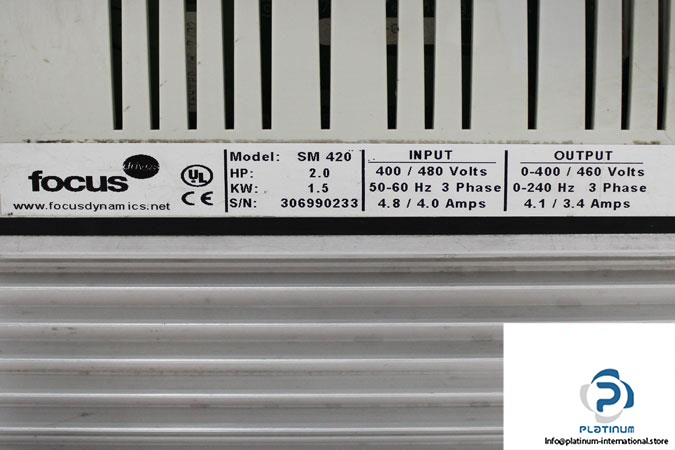 focus drives
www.focusdynamics.net
UL
CE
Model: SM 420
HP: 2.0
KW: 1.5
S/N: 306990233
INPUT
400 / 480 Volts
50-60 Hz 3 Phase
4.8 / 4.0 Amps
OUTPUT
0-400 / 460 Volts
0-240 Hz 3 Phase
4.1 / 3.4 Amps
PLATINUM
Info@platinum-international.store